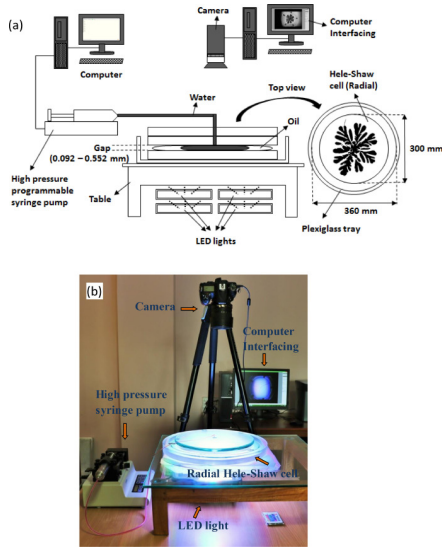 (a)
Camera
Computer
Interfacing
Computer
Hele-Shaw
cell (Radial)
Water
Top view
Oil
Gap
(0.092 – 0.552 mm)
300 mm
High pressure
programmable
syringe pump
Table
LED lights
360 mm
Plexiglass tray
(b)
Camera
Computer
Interfacing
High pressure
syringe pump
Radial Hele-Shaw cell
LED light